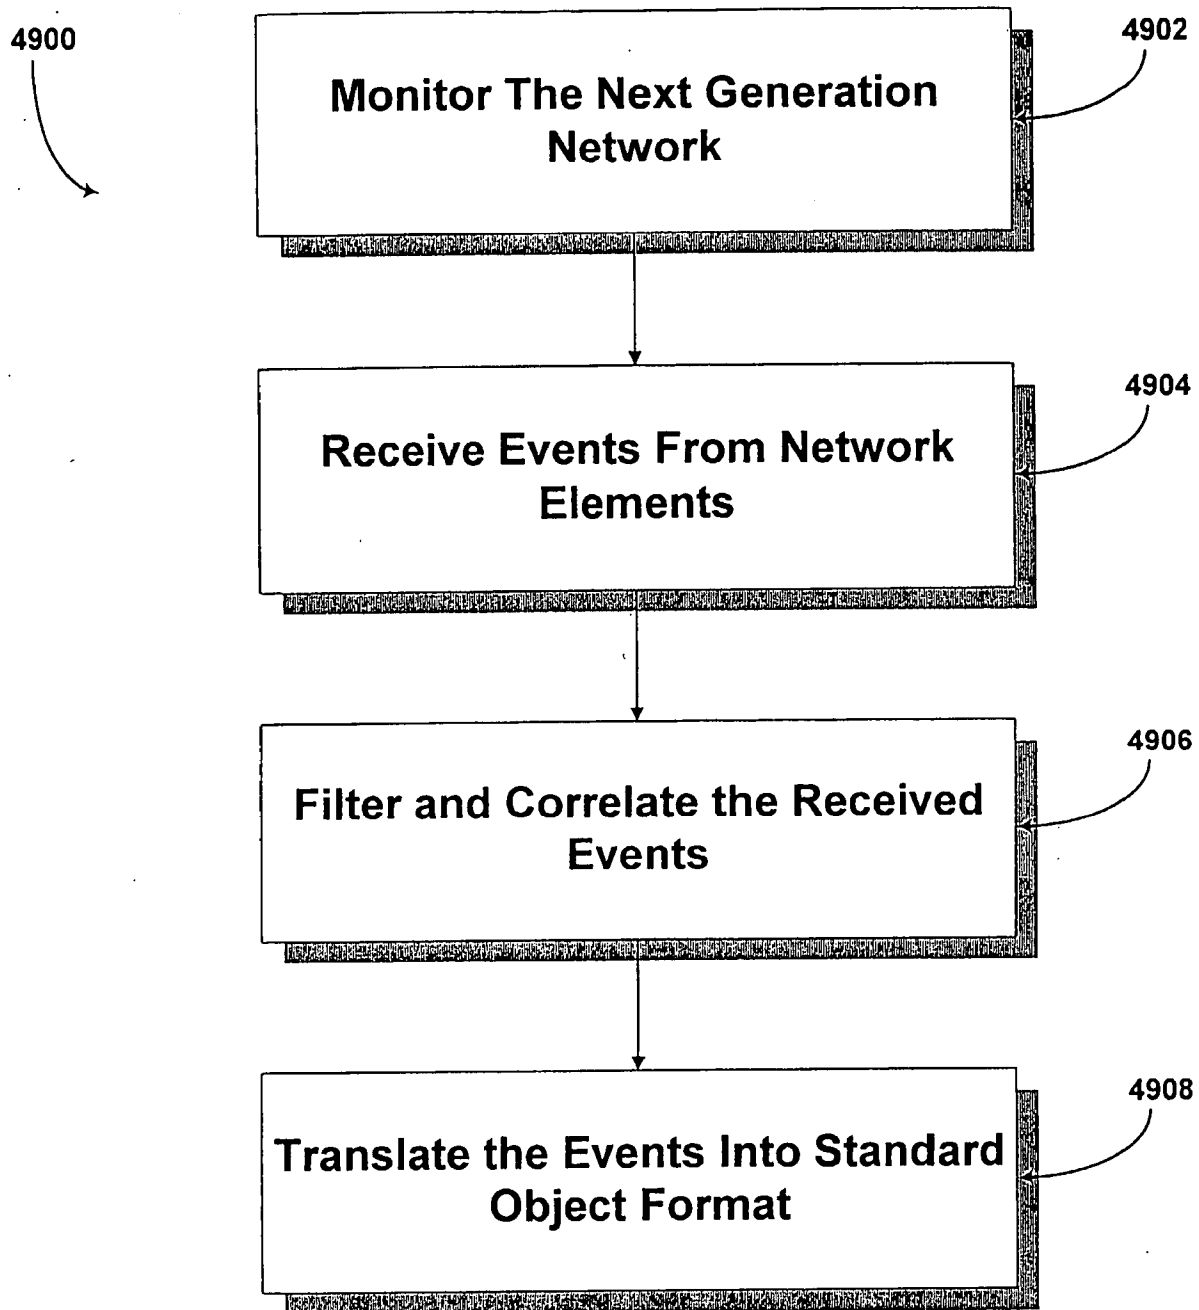 4900
4902
Monitor The Next Generation
Network
4904
Receive Events From Network
Elements
4906
Filter and Correlate the Received
Events
4908
Translate the Events Into Standard
Object Format